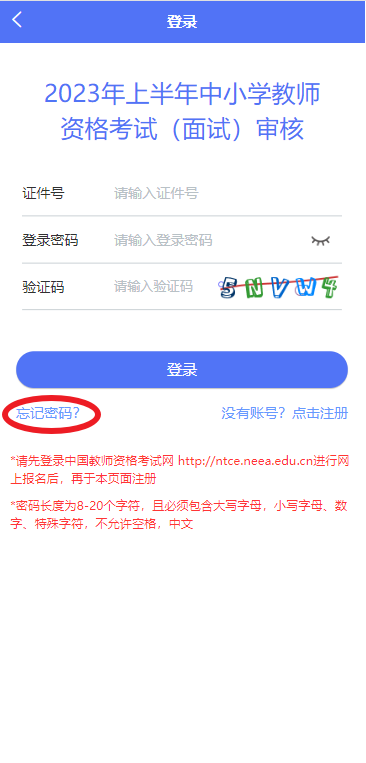 登录
2023年上半年中小学教师
资格考试（面试）审核
证件号 请输入证件号
登录密码 请输入登录密码
验证码 请输入验证码 5NVW4
登录
忘记密码? 没有账号? 点击注册
*请先登录中国教师资格考试网 http://ntce.neea.edu.cn进行网
上报名后，再于本页面注册
*密码长度为8-20个字符，且必须包含大写字母，小写字母、数
字、特殊字符，不允许空格，中文